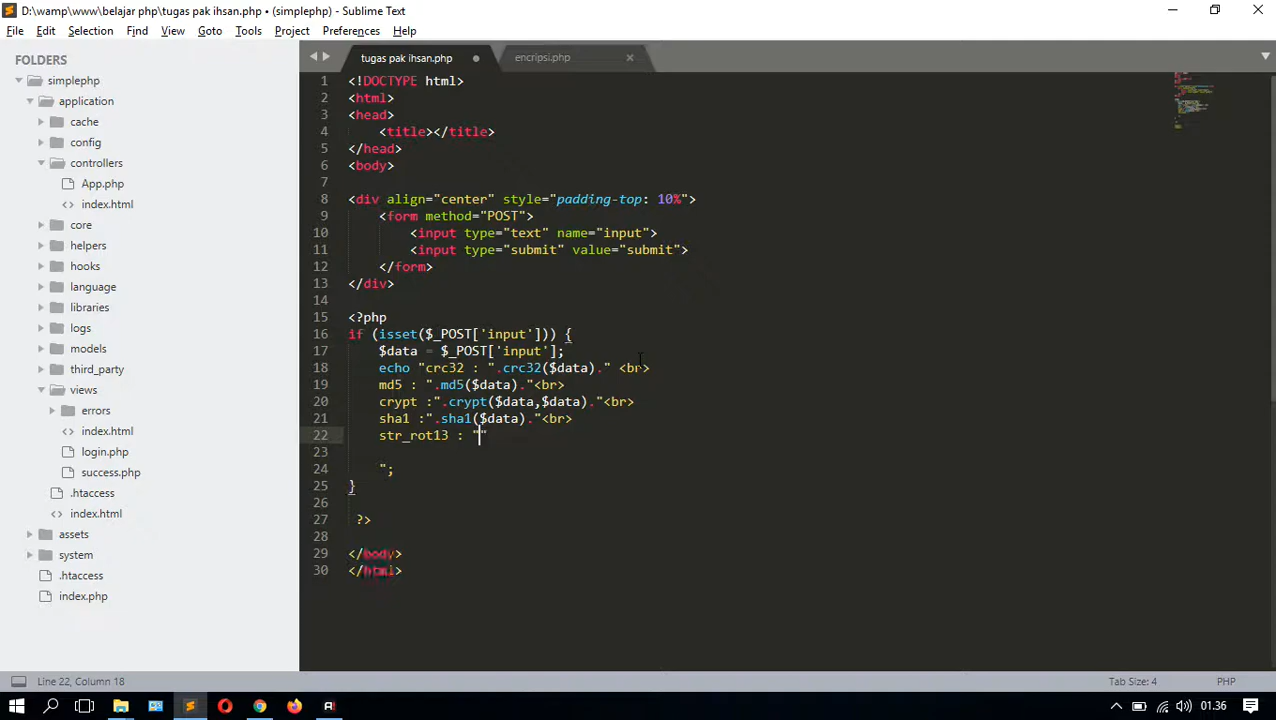 D:\wamp\www\belajar php\tugas pak ihsan.php • (simplephp) - Sublime Text
File Edit Selection Find View Goto Tools Project Preferences Help
FOLDERS
simplephp
application
cache
config
controllers
App.php
index.html
core
helpers
hooks
language
libraries
logs
models
third_party
views
errors
index.html
login.php
success.php
.htaccess
index.html
assets
system
.htaccess
index.php
tugas pak ihsan.php
encripsi.php
1 <!DOCTYPE html>
2 <html>
3 <head>
4 <title></title>
5 </head>
6 <body>
7
8 <div align="center" style="padding-top: 10%">
9 <form method="POST">
10 <input type="text" name="input">
11 <input type="submit" value="submit">
12 </form>
13 </div>
14
15 <?php
16 if (isset($_POST['input'])) {
17 $data = $_POST['input'];
18 echo "crc32 : ".crc32($data)." <br>
19 md5 : ".md5($data)."<br>
20 crypt :".crypt($data,$data)."<br>
21 sha1 :".sha1($data)."<br>
22 str_rot13 : ""
23
24 ";
25 }
26
27 ?>
28
29 </body>
30 </html>
Line 22, Column 18
Tab Size: 4
PHP
01.36